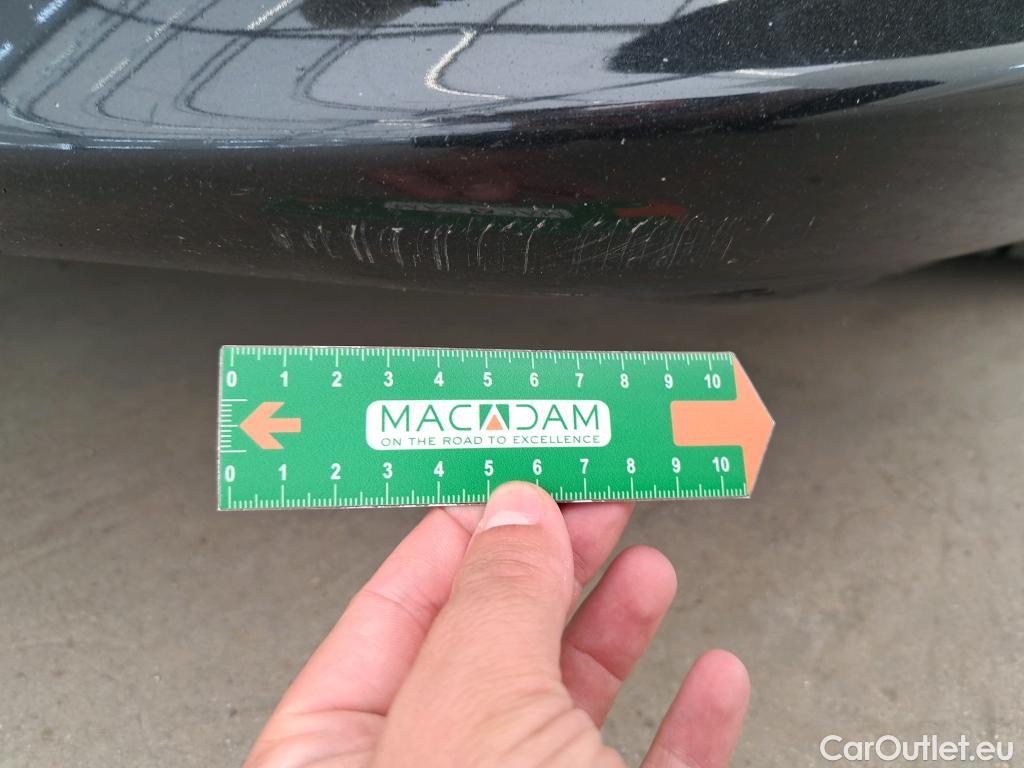 0 1 2 3 4 5 6 7 8 9 10
MACADAM
ON THE ROAD TO EXCELLENCE
0 1 2 3 4 5 6 7 8 9 10
CarOutlet.eu